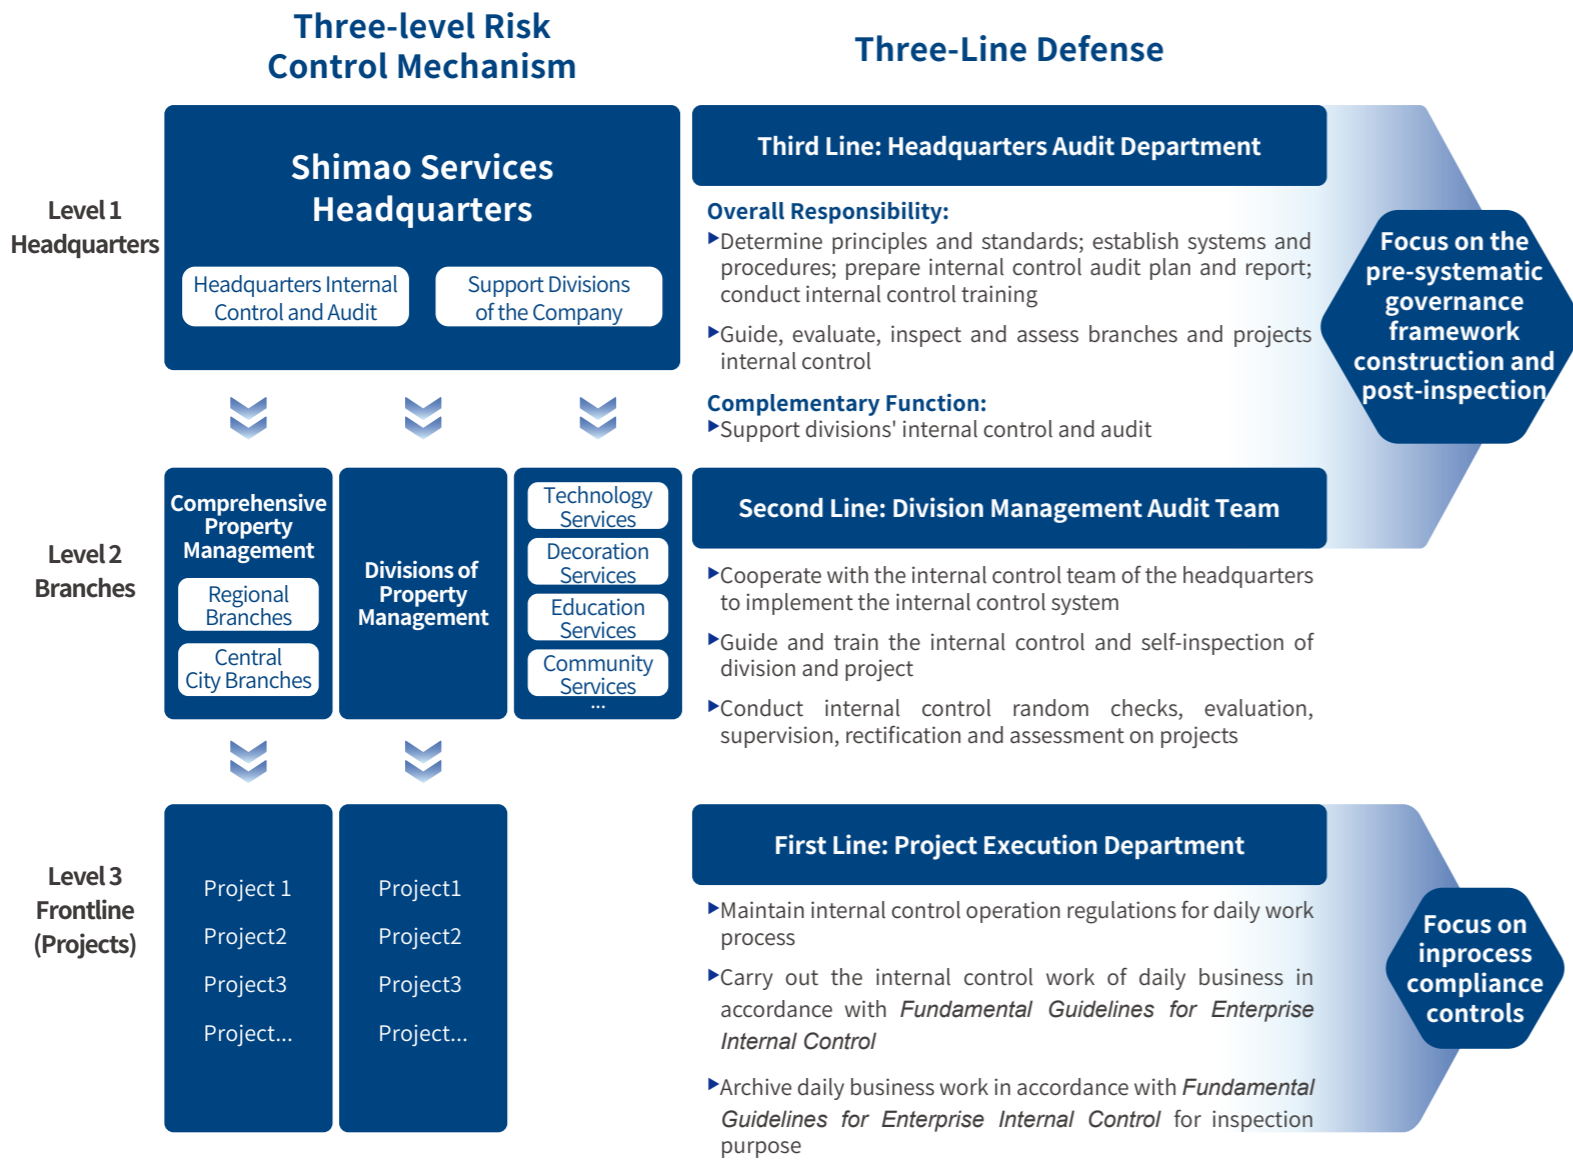 Three-level Risk
Control Mechanism
Three-Line Defense
Level 1
Headquarters
Shimao Services
Headquarters
Headquarters Internal
Control and Audit
Support Divisions
of the Company
Third Line: Headquarters Audit Department
Overall Responsibility:
Determine principles and standards; establish systems and
procedures; prepare internal control audit plan and report;
conduct internal control training
Guide, evaluate, inspect and assess branches and projects
internal control
Complementary Function:
Support divisions' internal control and audit
Focus on the
pre-systematic
governance
framework
construction and
post-inspection
Level 2
Branches
Comprehensive
Property
Management
Regional
Branches
Central
City Branches
Divisions of
Property
Management
Technology
Services
Decoration
Services
Education
Services
Community
Services
...
Second Line: Division Management Audit Team
Cooperate with the internal control team of the headquarters
to implement the internal control system
Guide and train the internal control and self-inspection of
division and project
Conduct internal control random checks, evaluation,
supervision, rectification and assessment on projects
Level 3
Frontline
(Projects)
Project 1
Project2
Project3
Project...
Project1
Project2
Project3
Project...
First Line: Project Execution Department
Maintain internal control operation regulations for daily work
process
Carry out the internal control work of daily business in
accordance with Fundamental Guidelines for Enterprise
Internal Control
Archive daily business work in accordance with Fundamental
Guidelines for Enterprise Internal Control for inspection
purpose
Focus on
inprocess
compliance
controls